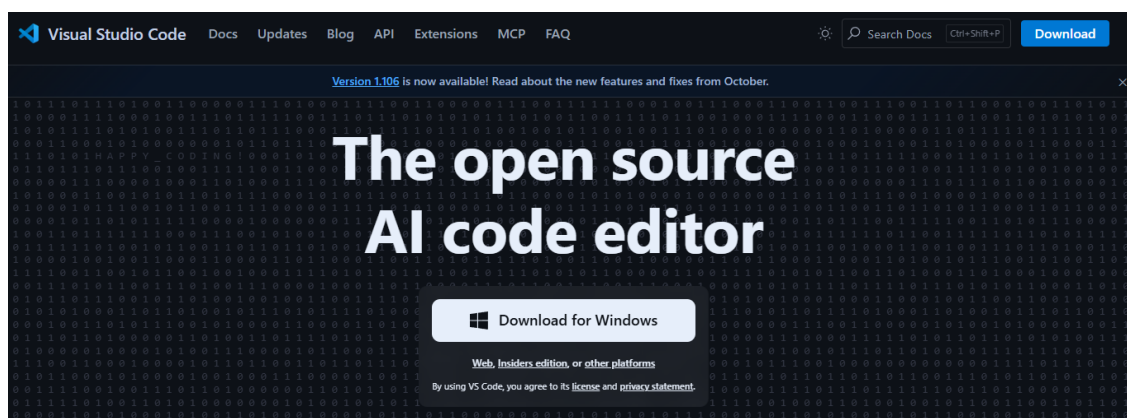 Visual Studio Code Docs Updates Blog API Extensions MCP FAQ Search Docs Ctrl+Shift+P Download
Version 1.106 is now available! Read about the new features and fixes from October.
HAPPY_CODING
The open source
AI code editor
Download for Windows
Web, Insiders edition, or other platforms
By using VS Code, you agree to its license and privacy statement.